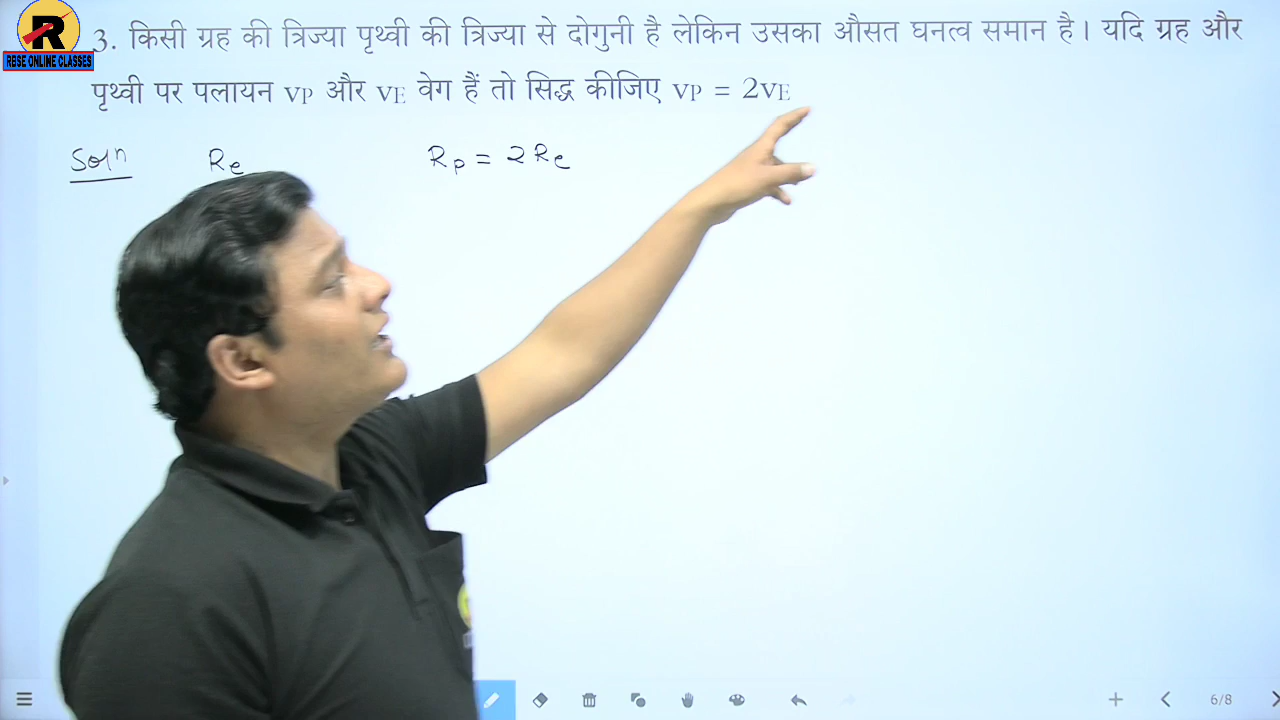 R
RBSE ONLINE CLASSES
3. किसी ग्रह की त्रिज्या पृथ्वी की त्रिज्या से दोगुनी है लेकिन उसका औसत घनत्व समान है। यदि ग्रह और
पृथ्वी पर पलायन VP और VE वेग हैं तो सिद्ध कीजिए VP = 2VE
Solⁿ Re Rp = 2Re
6/8